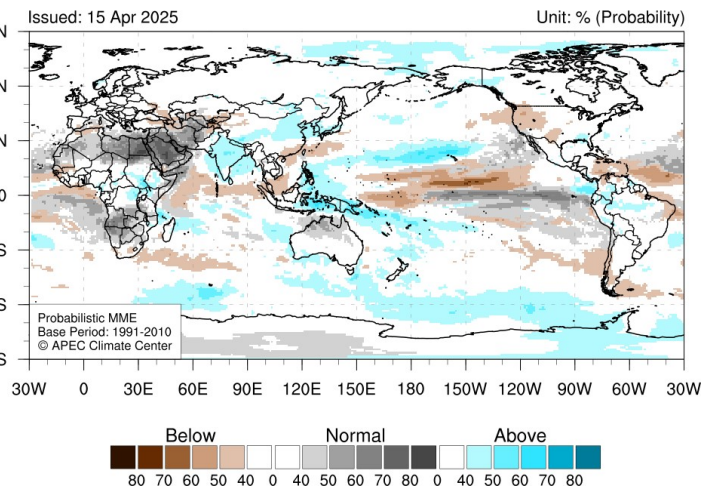 Issued: 15 Apr 2025
Unit: % (Probability)
N
N
N
0
S
S
S
Probabilistic MME
Base Period: 1991-2010
© APEC Climate Center
30W 0 30E 60E 90E 120E 150E 180 150W 120W 90W 60W 30W
Below Normal Above
80 70 60 50 40 0 40 50 60 70 80 0 40 50 60 70 80